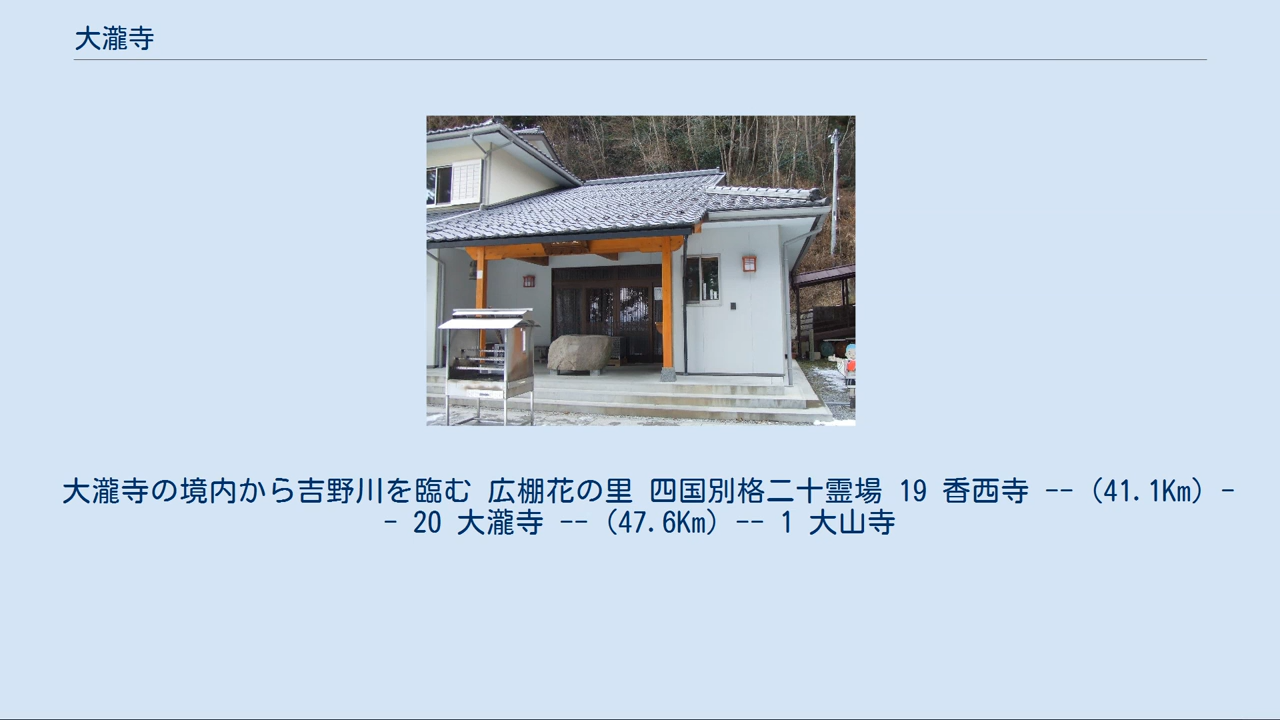 大瀧寺
大瀧寺の境内から吉野川を臨む 広棚花の里 四国別格二十霊場 19 香西寺 -- (41.1Km) -
- 20 大瀧寺 -- (47.6Km) -- 1 大山寺